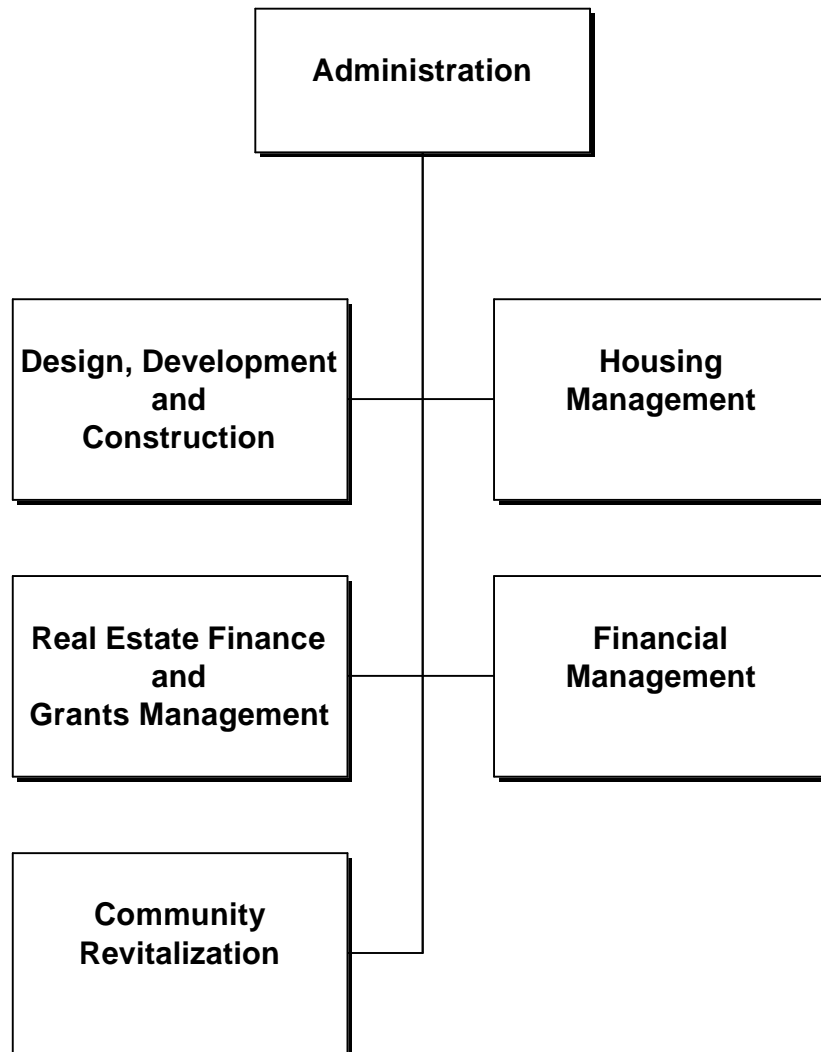 Administration
Design, Development
and
Construction
Housing
Management
Real Estate Finance
and
Grants Management
Financial
Management
Community
Revitalization